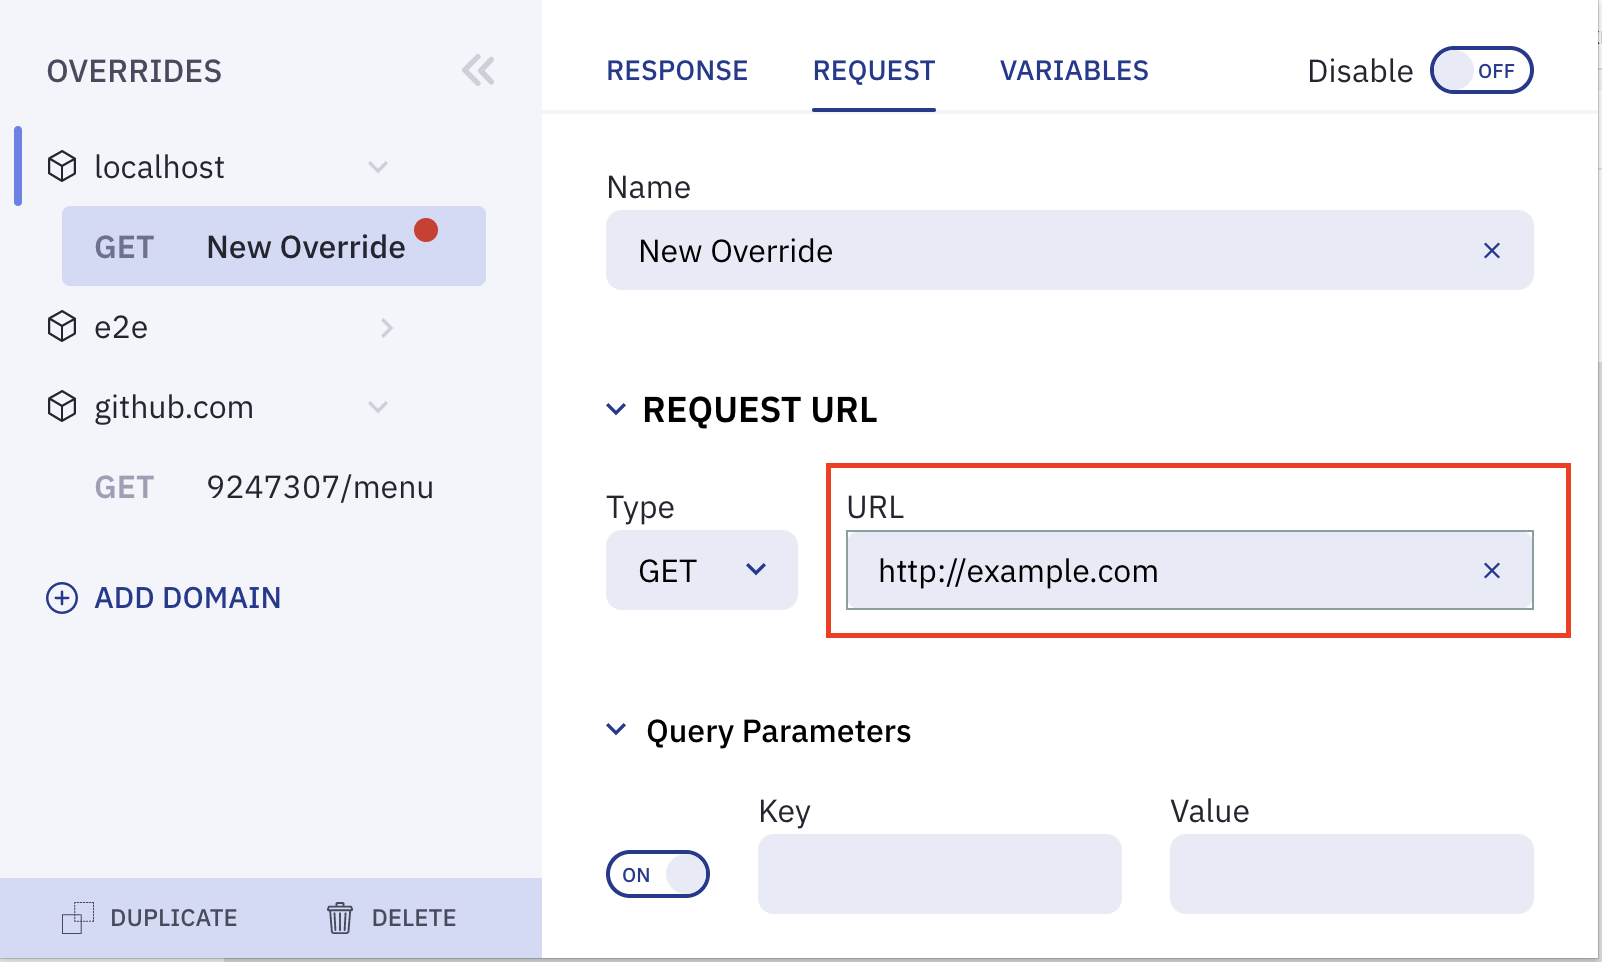 OVERRIDES
localhost
GET New Override
e2e
github.com
GET 9247307/menu
ADD DOMAIN
DUPLICATE DELETE
RESPONSE REQUEST VARIABLES Disable OFF
Name
New Override
REQUEST URL
Type URL
GET http://example.com
Query Parameters
Key Value
ON